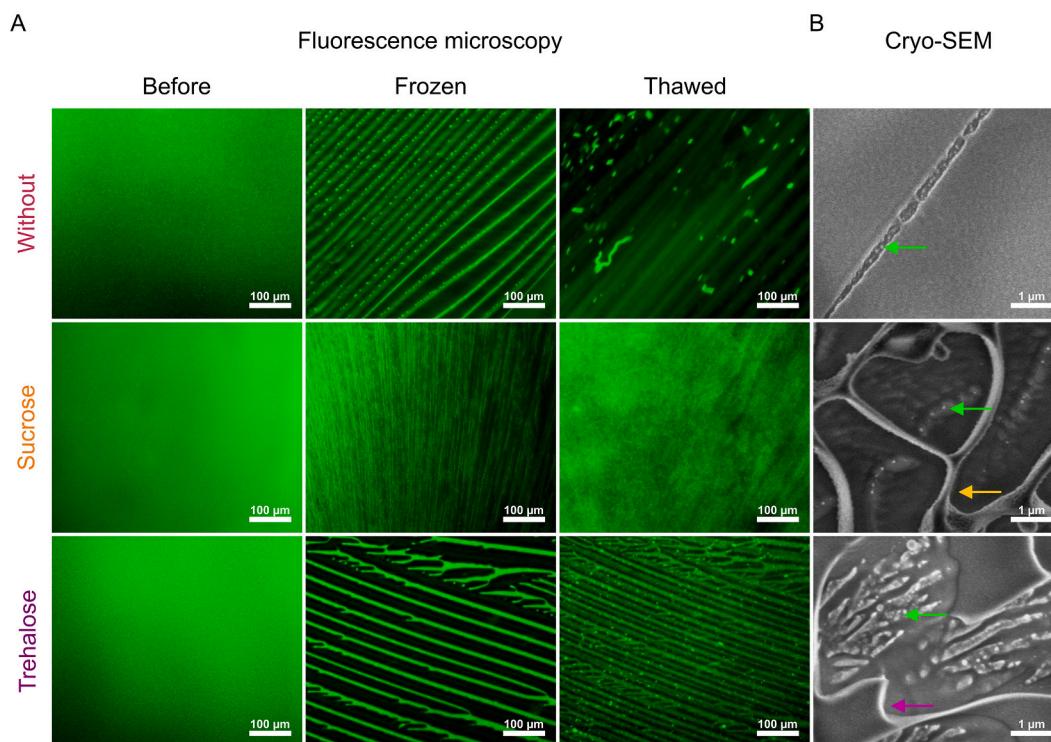 A
B
Fluorescence microscopy
Cryo-SEM
Before
Frozen
Thawed
Without
100 µm
100 µm
100 µm
1 µm
Sucrose
100 µm
100 µm
100 µm
1 µm
Trehalose
100 µm
100 µm
100 µm
1 µm